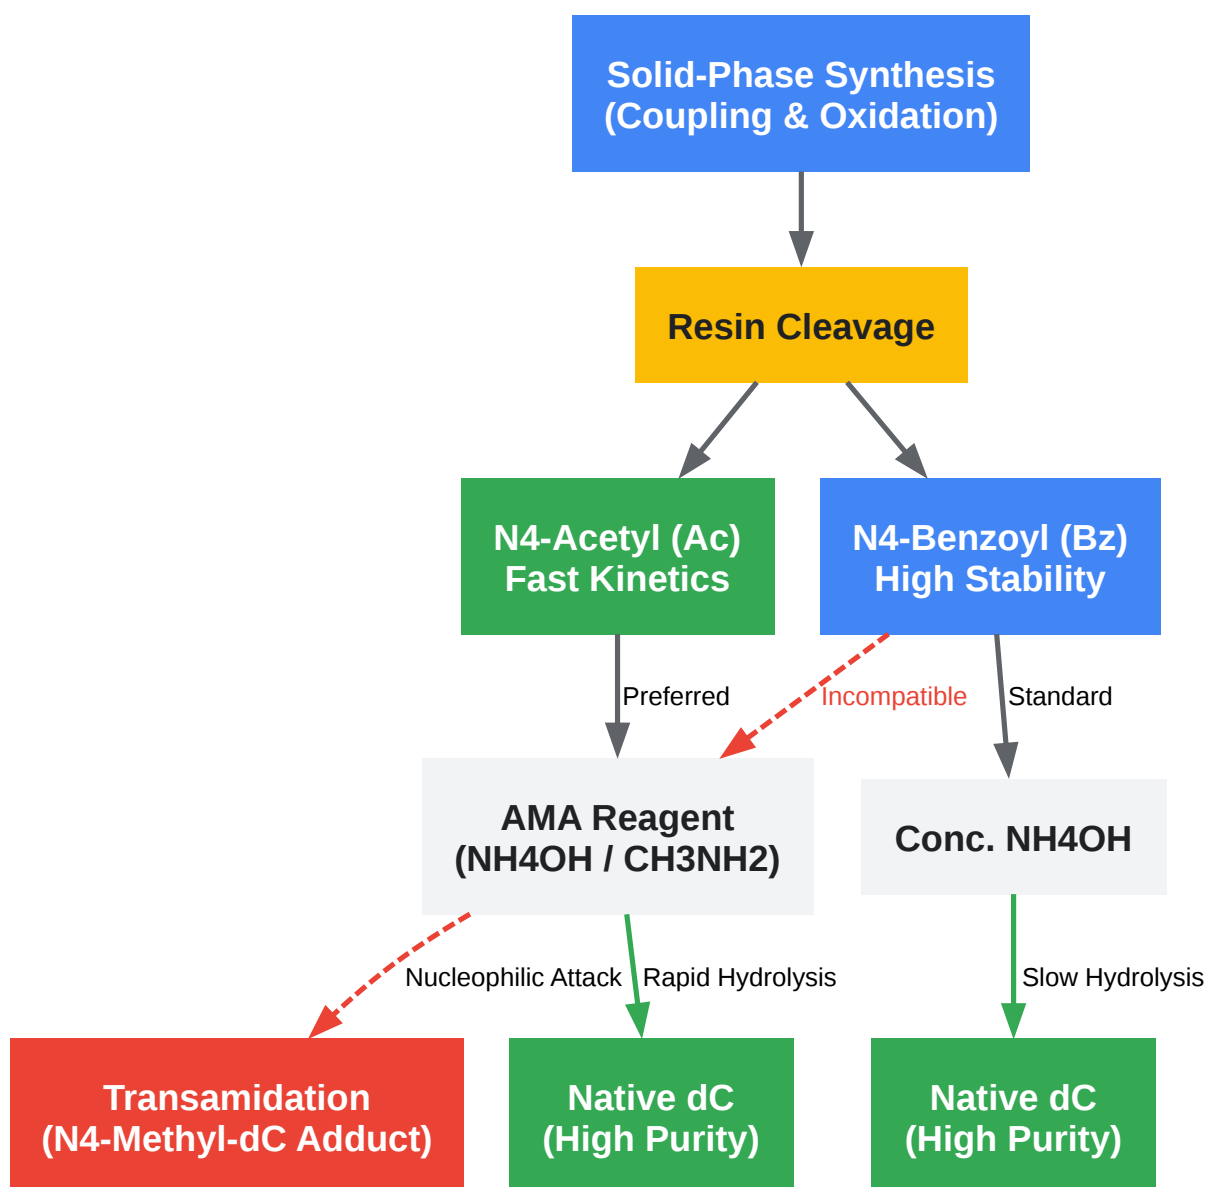 Solid-Phase Synthesis
(Coupling & Oxidation)
Resin Cleavage
N4-Acetyl (Ac)
Fast Kinetics
N4-Benzoyl (Bz)
High Stability
Preferred
Incompatible
Standard
AMA Reagent
(NH4OH / CH3NH2)
Conc. NH4OH
Nucleophilic Attack
Rapid Hydrolysis
Slow Hydrolysis
Transamidation
(N4-Methyl-dC Adduct)
Native dC
(High Purity)
Native dC
(High Purity)